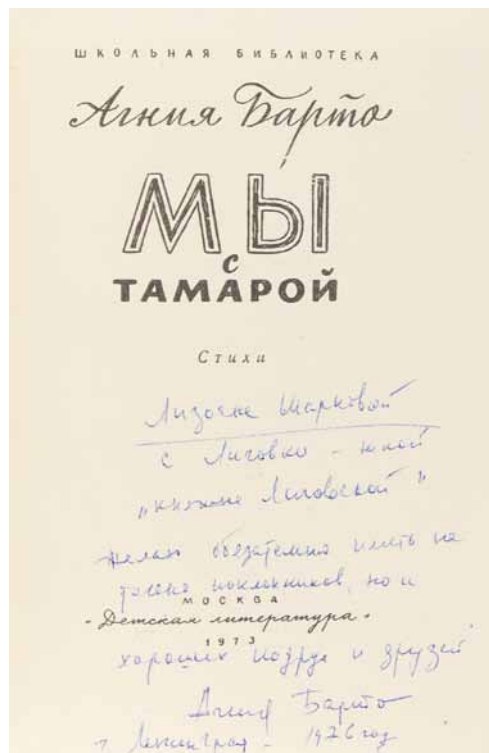 ШКОЛЬНАЯ БИБЛИОТЕКА
Агния Барто
МЫ
С
ТАМАРОЙ
Стихи
Лизочке Шарковой
с Лиговки – юной
„княжне Лиговской"
желаю обязательно иметь не
только поклонников, но и
МОСКВА
«Детская литература»
1973
хороших подруг и друзей
Агния Барто
Ленинград – 1976 год